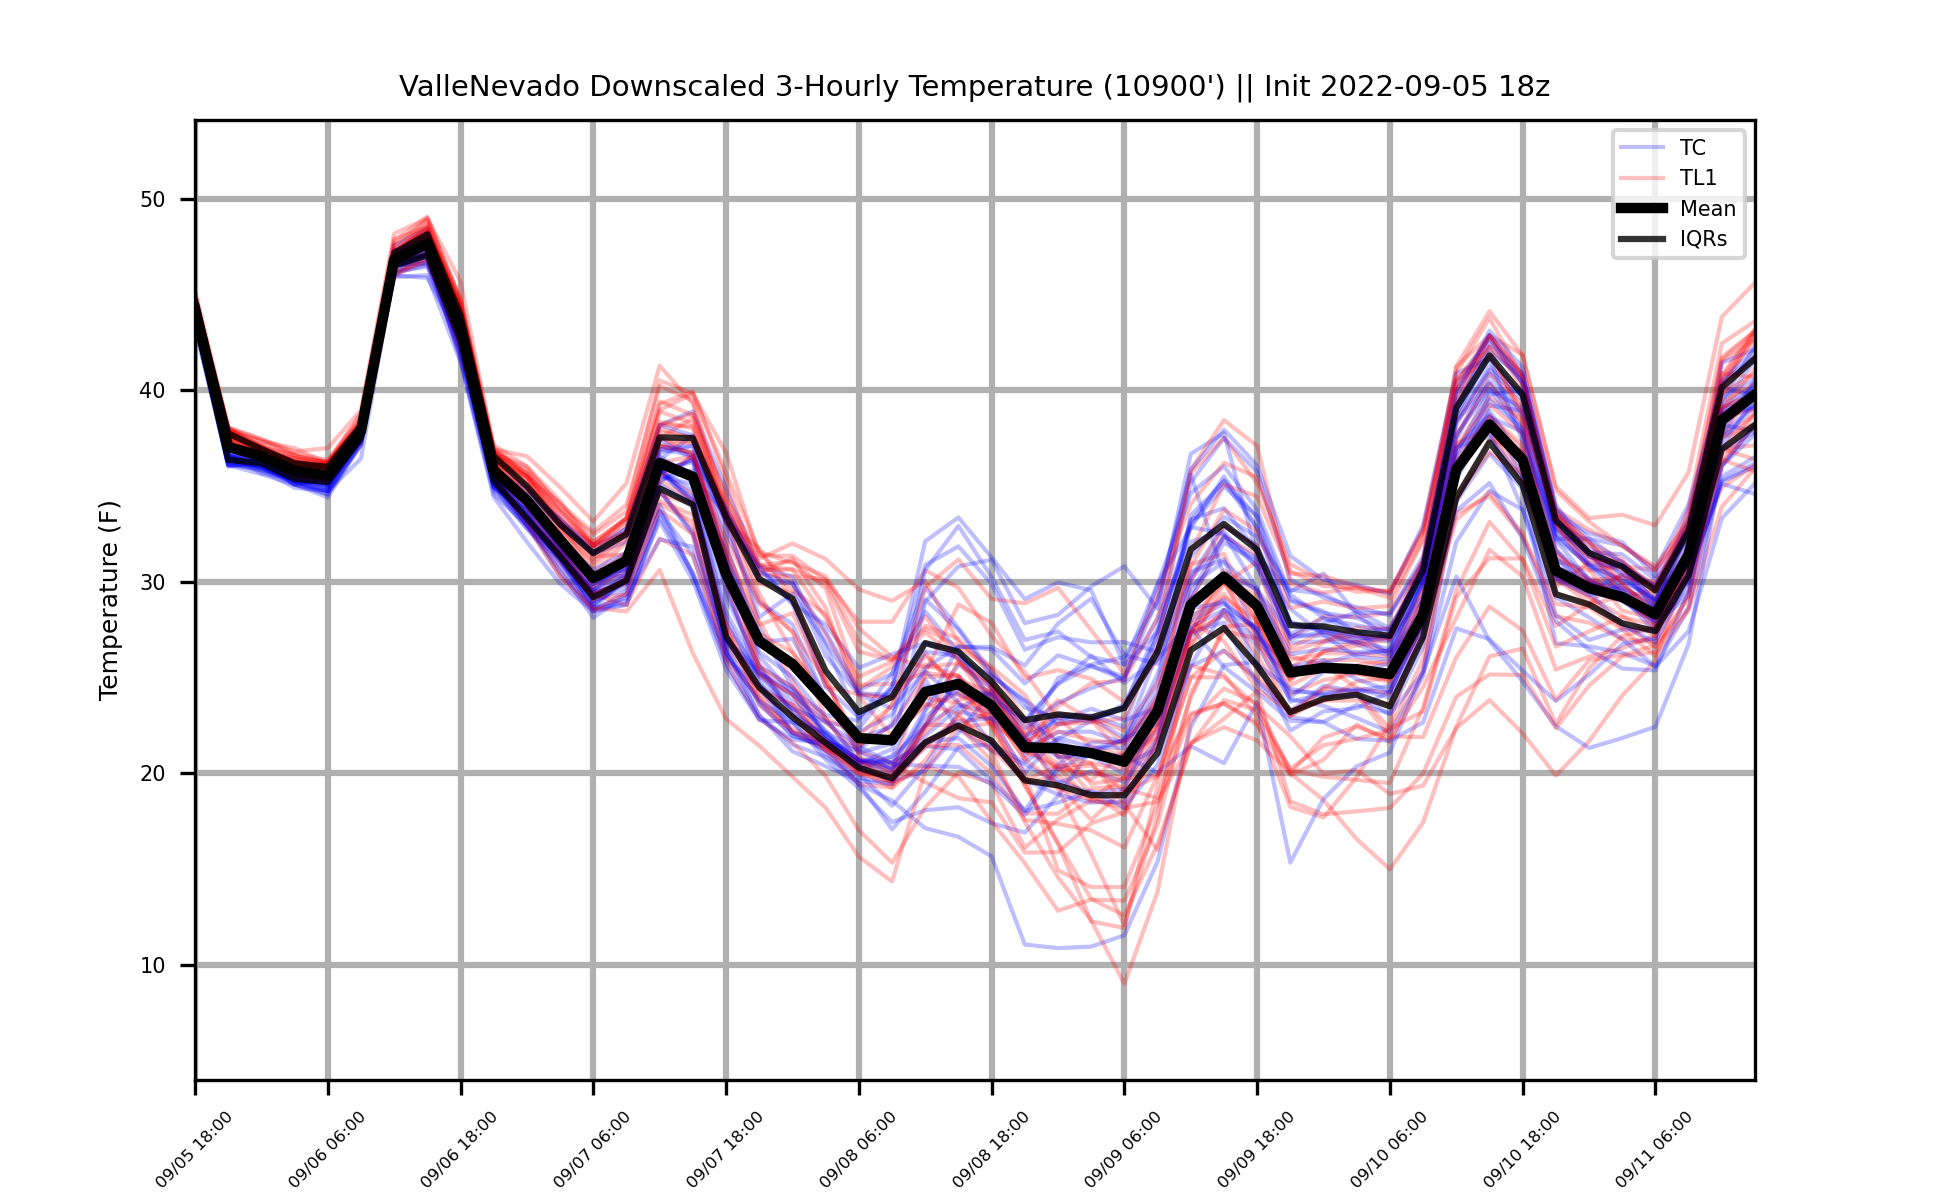 ValleNevado Downscaled 3-Hourly Temperature (10900') || Init 2022-09-05 18z
TC
TL1
Mean
IQRs
Temperature (F)
50
40
30
20
10
09/05 18:00
09/06 06:00
09/06 18:00
09/07 06:00
09/07 18:00
09/08 06:00
09/08 18:00
09/09 06:00
09/09 18:00
09/10 06:00
09/10 18:00
09/11 06:00